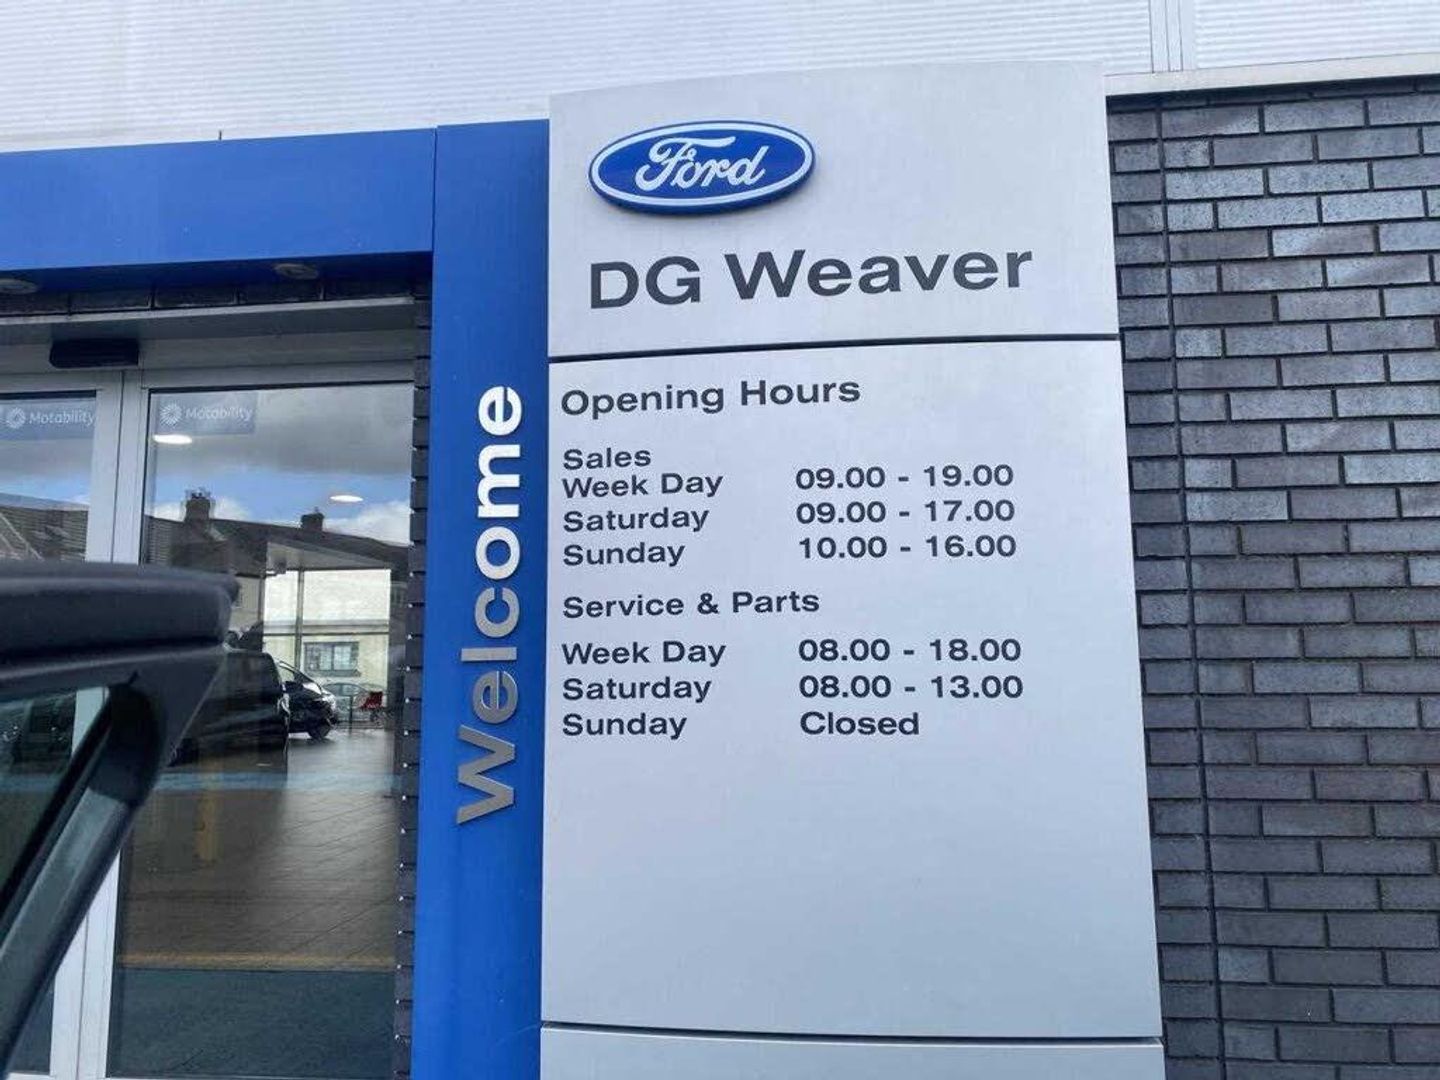 Ford
DG Weaver
Opening Hours
Sales
Week Day 09.00 - 19.00
Saturday 09.00 - 17.00
Sunday 10.00 - 16.00
Service & Parts
Week Day 08.00 - 18.00
Saturday 08.00 - 13.00
Sunday Closed
Welcome
Motability
Motability